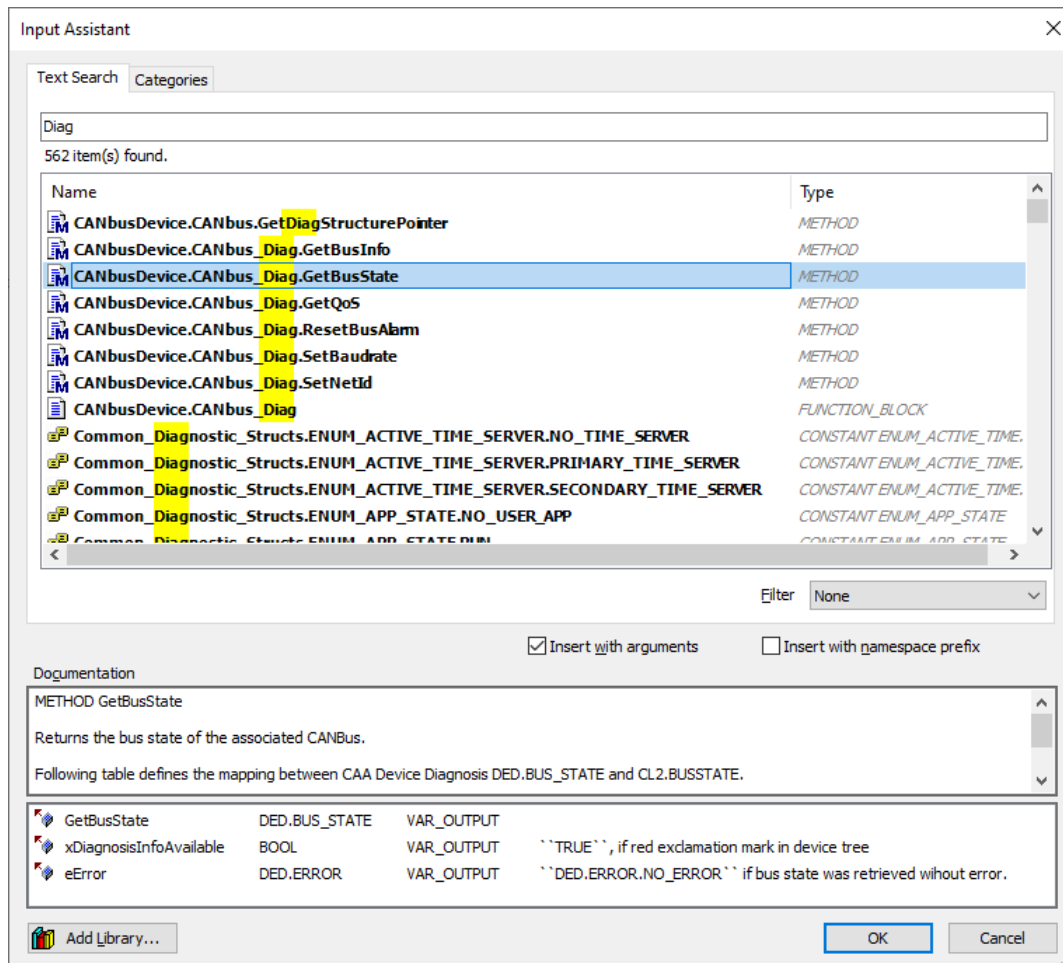 Input Assistant
Text Search Categories
Diag
562 item(s) found.
Name Type
CANbusDevice.CANbus.GetDiagStructurePointer METHOD
CANbusDevice.CANbus_Diag.GetBusInfo METHOD
CANbusDevice.CANbus_Diag.GetBusState METHOD
CANbusDevice.CANbus_Diag.GetQoS METHOD
CANbusDevice.CANbus_Diag.ResetBusAlarm METHOD
CANbusDevice.CANbus_Diag.SetBaudrate METHOD
CANbusDevice.CANbus_Diag.SetNetId METHOD
CANbusDevice.CANbus_Diag FUNCTION_BLOCK
Common_Diagnostic_Structs.ENUM_ACTIVE_TIME_SERVER.NO_TIME_SERVER CONSTANT ENUM_ACTIVE_TIME.
Common_Diagnostic_Structs.ENUM_ACTIVE_TIME_SERVER.PRIMARY_TIME_SERVER CONSTANT ENUM_ACTIVE_TIME.
Common_Diagnostic_Structs.ENUM_ACTIVE_TIME_SERVER.SECONDARY_TIME_SERVER CONSTANT ENUM_ACTIVE_TIME.
Common_Diagnostic_Structs.ENUM_APP_STATE.NO_USER_APP CONSTANT ENUM_APP_STATE
Common_Diagnostic_Structs.ENUM_APP_STATE.RUN CONSTANT ENUM_APP_STATE
Filter None
Insert with arguments Insert with namespace prefix
Documentation
METHOD GetBusState
Returns the bus state of the associated CANBus.
Following table defines the mapping between CAA Device Diagnosis DED.BUS_STATE and CL2.BUSSTATE.
GetBusState DED.BUS_STATE VAR_OUTPUT
xDiagnosisInfoAvailable BOOL VAR_OUTPUT ``TRUE``, if red exclamation mark in device tree
eError DED.ERROR VAR_OUTPUT ``DED.ERROR.NO_ERROR`` if bus state was retrieved wihout error.
Add Library... OK Cancel